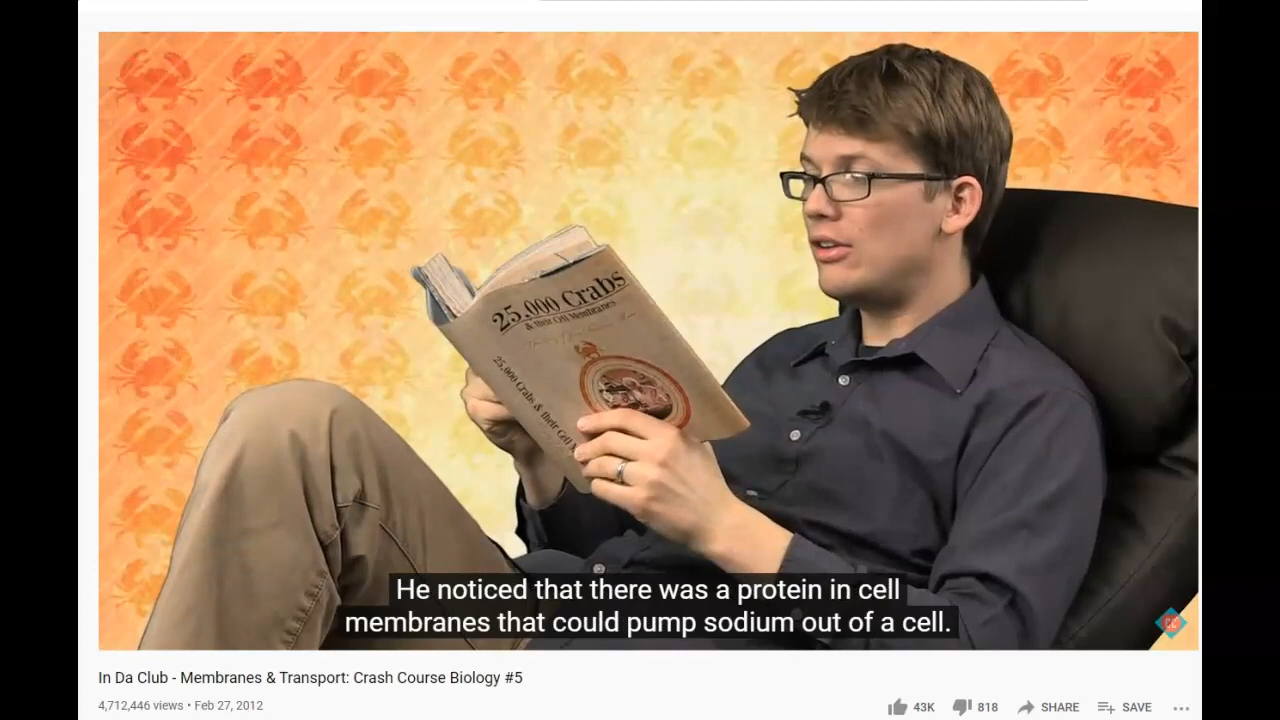 25,000 Crabs
& their Cell Membranes
25,000 Crabs & their Cell
He noticed that there was a protein in cell
membranes that could pump sodium out of a cell.
CC
In Da Club - Membranes & Transport: Crash Course Biology #5
4,712,446 views • Feb 27, 2012
43K 818 SHARE SAVE